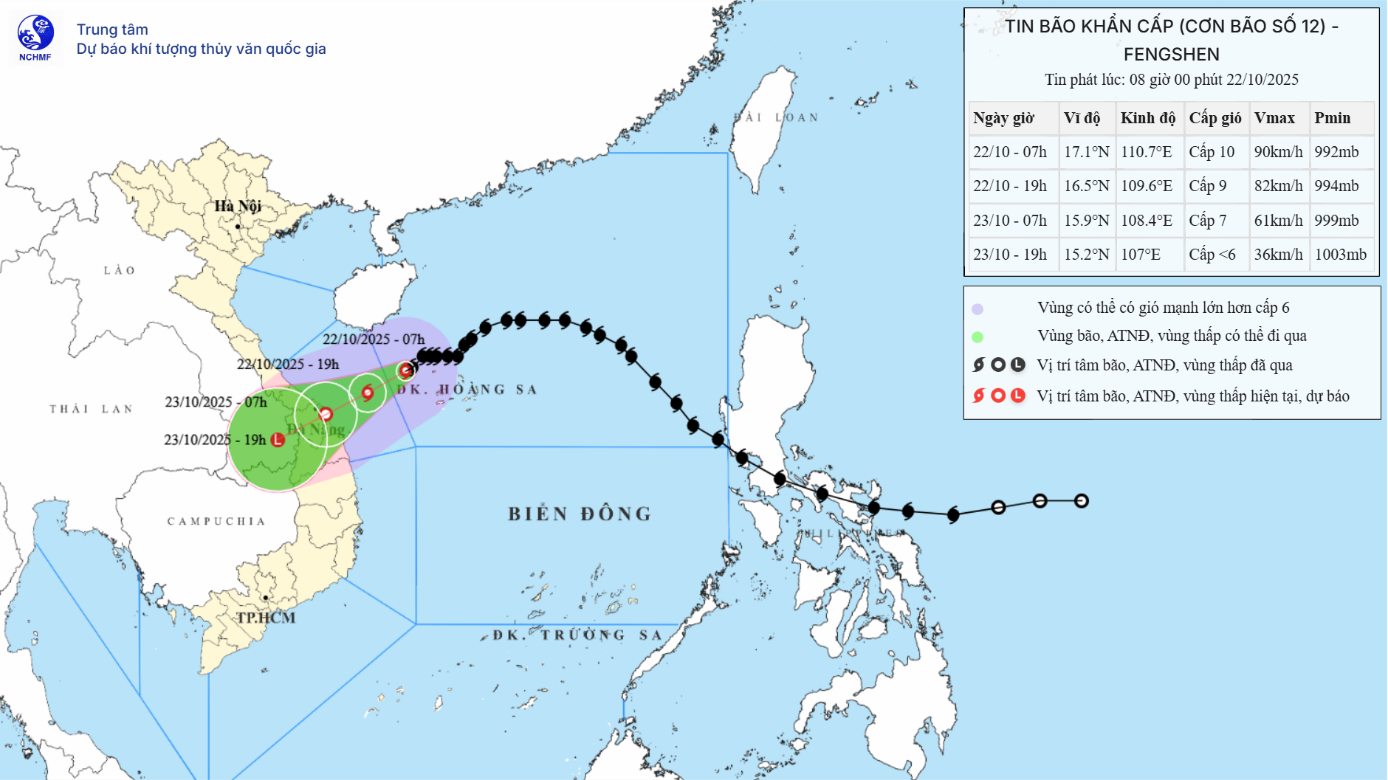 Trung tâm
Dự báo khí tượng thủy văn quốc gia
NCHMF
TIN BÃO KHẨN CẤP (CƠN BÃO SỐ 12) -
FENGSHEN
Tin phát lúc: 08 giờ 00 phút 22/10/2025
Ngày giờ Vĩ độ Kinh độ Cấp gió Vmax Pmin
22/10 - 07h 17.1°N 110.7°E Cấp 10 90km/h 992mb
22/10 - 19h 16.5°N 109.6°E Cấp 9 82km/h 994mb
23/10 - 07h 15.9°N 108.4°E Cấp 7 61km/h 999mb
23/10 - 19h 15.2°N 107°E Cấp <6 36km/h 1003mb
Vùng có thể có gió mạnh lớn hơn cấp 6
Vùng bão, ATNĐ, vùng thấp có thể đi qua
L Vị trí tâm bão, ATNĐ, vùng thấp đã qua
L Vị trí tâm bão, ATNĐ, vùng thấp hiện tại, dự báo
ĐÀI LOAN
Hà Nội
LÀO
22/10/2025 - 07h
22/10/2025 - 19h
ĐK. HOÀNG SA
23/10/2025 - 07h
THÁI LAN
Đà Nẵng
23/10/2025 - 19h L
BIỂN ĐÔNG
CAMPUCHIA
PHILIPPINES
TP.HCM
ĐK. TRƯỜNG SA